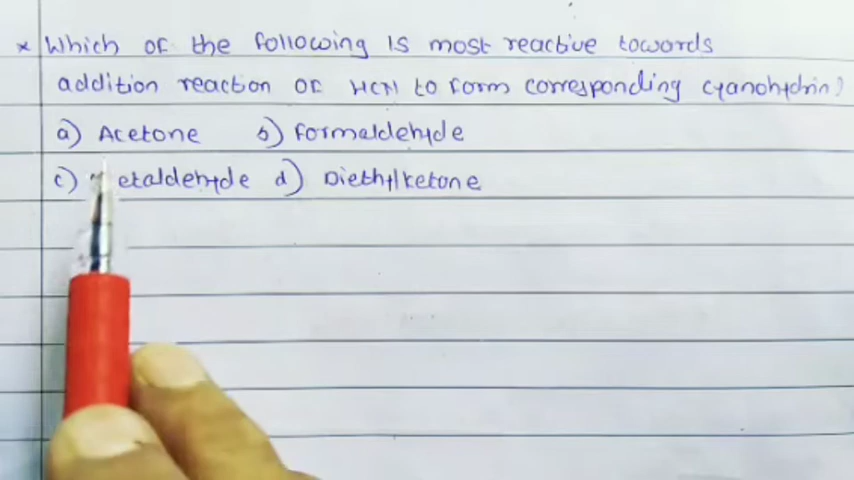 * Which of the following is most reactive towards
addition reaction of HCN to form corresponding cyanohydrin?
a) Acetone b) formaldehyde
c) etaldehyde d) Diethylketone